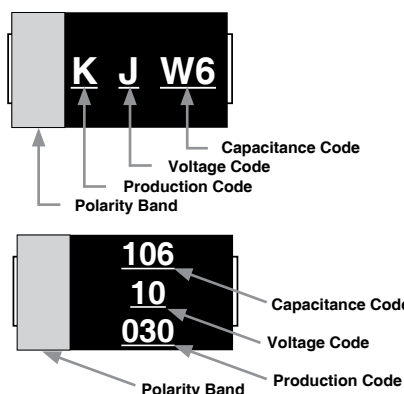 K J W6
Capacitance Code
Voltage Code
Production Code
Polarity Band
106
10
030
Capacitance Code
Voltage Code
Production Code
Polarity Band